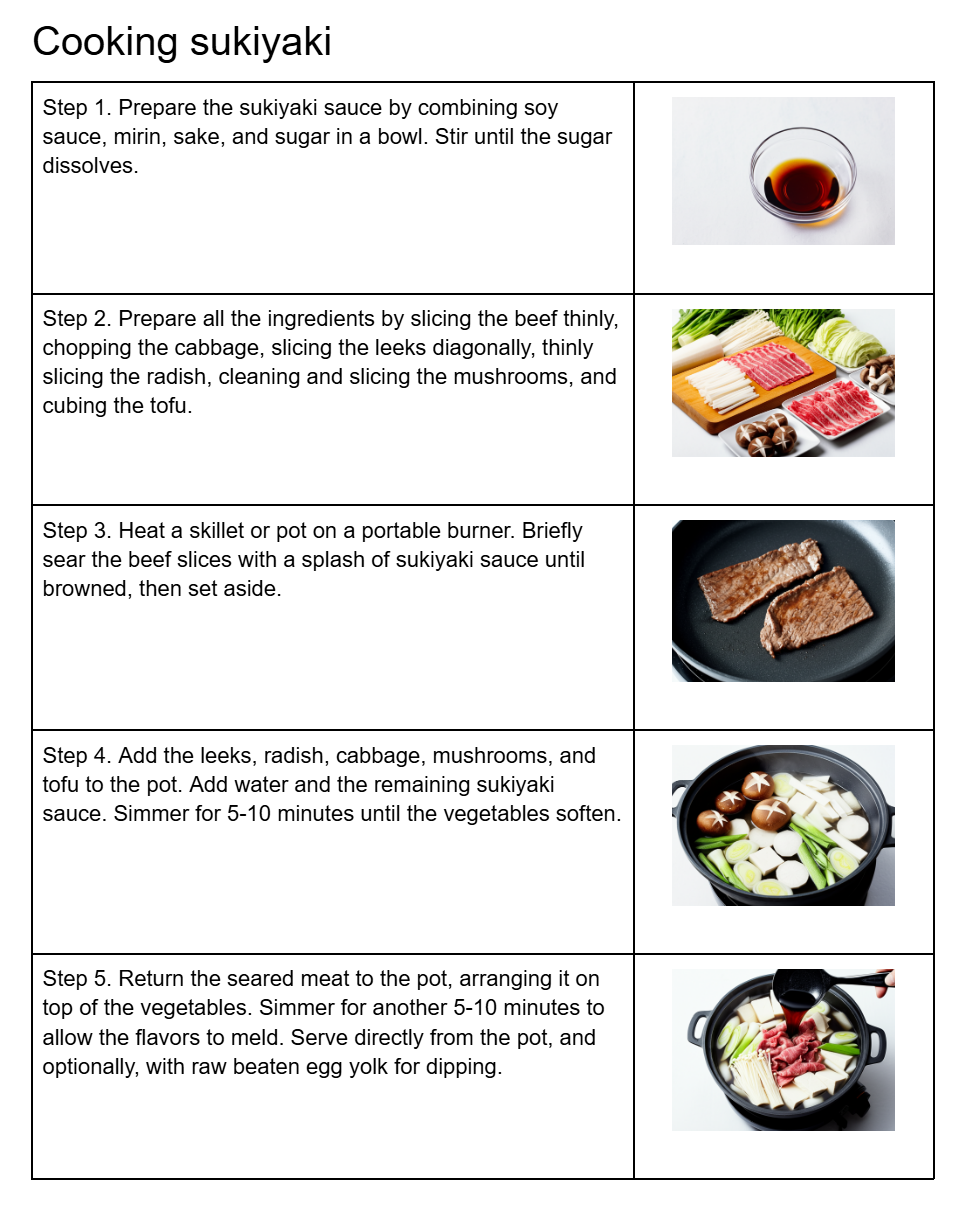 Cooking sukiyaki
Step 1. Prepare the sukiyaki sauce by combining soy
sauce, mirin, sake, and sugar in a bowl. Stir until the sugar
dissolves.
Step 2. Prepare all the ingredients by slicing the beef thinly,
chopping the cabbage, slicing the leeks diagonally, thinly
slicing the radish, cleaning and slicing the mushrooms, and
cubing the tofu.
Step 3. Heat a skillet or pot on a portable burner. Briefly
sear the beef slices with a splash of sukiyaki sauce until
browned, then set aside.
Step 4. Add the leeks, radish, cabbage, mushrooms, and
tofu to the pot. Add water and the remaining sukiyaki
sauce. Simmer for 5-10 minutes until the vegetables soften.
Step 5. Return the seared meat to the pot, arranging it on
top of the vegetables. Simmer for another 5-10 minutes to
allow the flavors to meld. Serve directly from the pot, and
optionally, with raw beaten egg yolk for dipping.